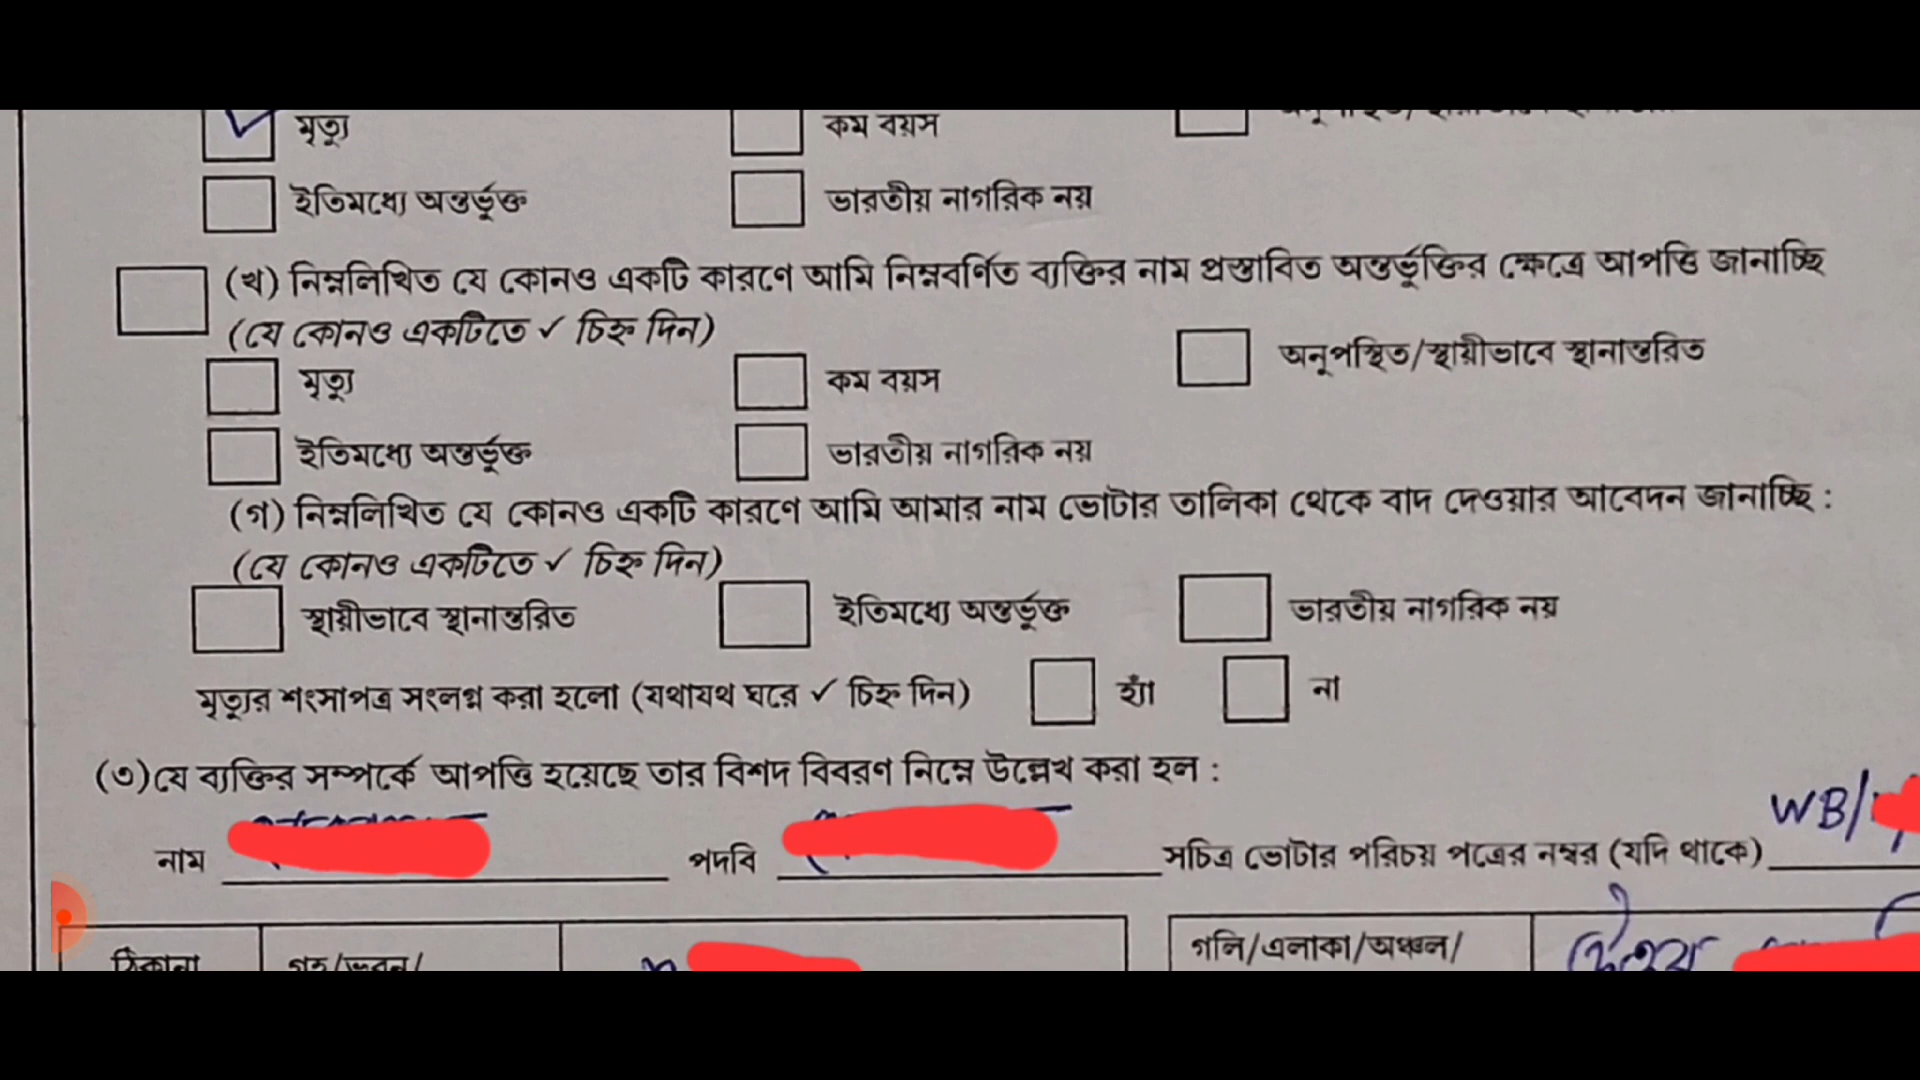 মৃত্যু কম বয়স
ইতিমধ্যে অন্তর্ভূক্ত ভারতীয় নাগরিক নয়
(খ) নিম্নলিখিত যে কোনও একটি কারণে আমি নিম্নবর্ণিত ব্যক্তির নাম প্রস্তাবিত অন্তর্ভূক্তির ক্ষেত্রে আপত্তি জানাচ্ছি
(যে কোনও একটিতে ✓ চিহ্ন দিন)
মৃত্যু কম বয়স অনূপস্থিত/স্থায়ীভাবে স্থানান্তরিত
ইতিমধ্যে অন্তর্ভূক্ত ভারতীয় নাগরিক নয়
(গ) নিম্নলিখিত যে কোনও একটি কারণে আমি আমার নাম ভোটার তালিকা থেকে বাদ দেওয়ার আবেদন জানাচ্ছি :
(যে কোনও একটিতে ✓ চিহ্ন দিন)
স্থায়ীভাবে স্থানান্তরিত ইতিমধ্যে অন্তর্ভূক্ত ভারতীয় নাগরিক নয়
মৃত্যুর শংসাপত্র সংলগ্ন করা হলো (যথাযথ ঘরে ✓ চিহ্ন দিন) হ্যাঁ না
(৩) যে ব্যক্তির সম্পর্কে আপত্তি হয়েছে তার বিশদ বিবরণ নিম্নে উল্লেখ করা হল :
নাম পদবি সচিত্র ভোটার পরিচয় পত্রের নম্বর (যদি থাকে) WB/
ঠিকানা গৃহ/ভবন/ গলি/এলাকা/অঞ্চল/